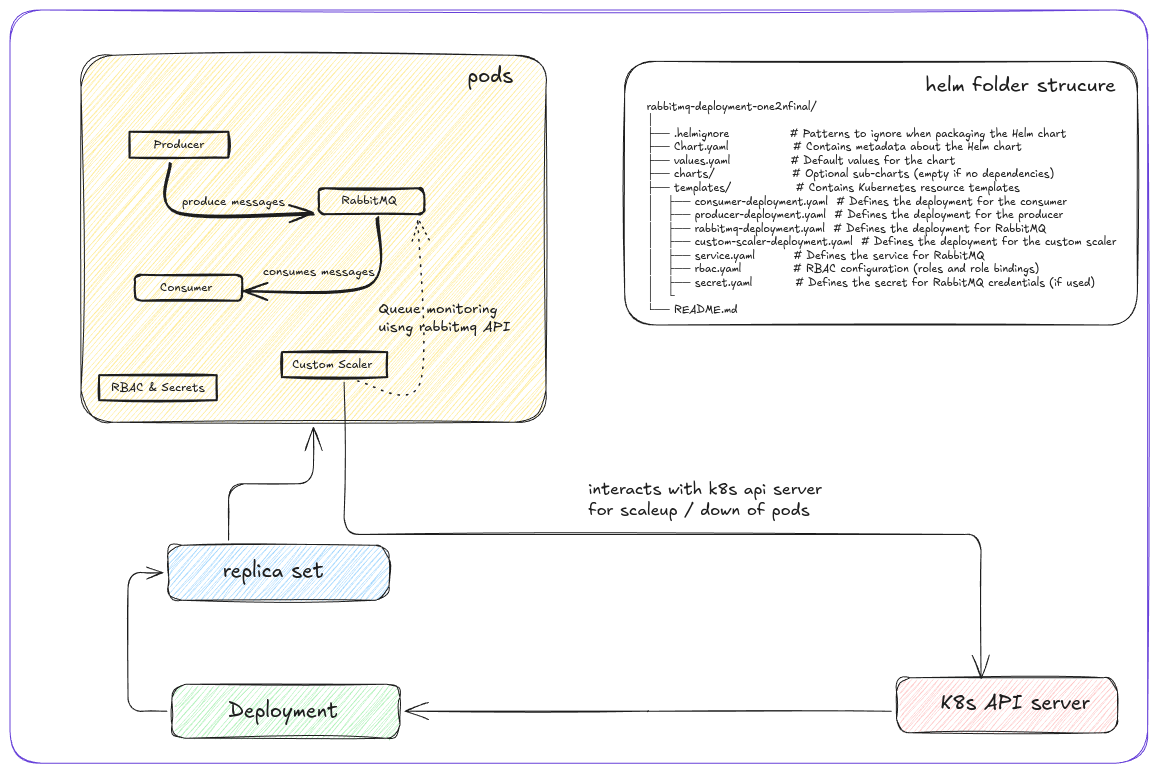 pods
Producer
produce messages
RabbitMQ
consumes messages
Consumer
Queue monitoring
uisng rabbitmq API
Custom Scaler
RBAC & Secrets
helm folder strucure
rabbitmq-deployment-one2nfinal/
│
├── .helmignore # Patterns to ignore when packaging the Helm chart
├── Chart.yaml # Contains metadata about the Helm chart
├── values.yaml # Default values for the chart
├── charts/ # Optional sub-charts (empty if no dependencies)
├── templates/ # Contains Kubernetes resource templates
│ ├── consumer-deployment.yaml # Defines the deployment for the consumer
│ ├── producer-deployment.yaml # Defines the deployment for the producer
│ ├── rabbitmq-deployment.yaml # Defines the deployment for RabbitMQ
│ ├── custom-scaler-deployment.yaml # Defines the deployment for the custom scaler
│ ├── service.yaml # Defines the service for RabbitMQ
│ ├── rbac.yaml # RBAC configuration (roles and role bindings)
│ ├── secret.yaml # Defines the secret for RabbitMQ credentials (if used)
│ └
└── README.md
interacts with k8s api server
for scaleup / down of pods
replica set
Deployment
K8s API server